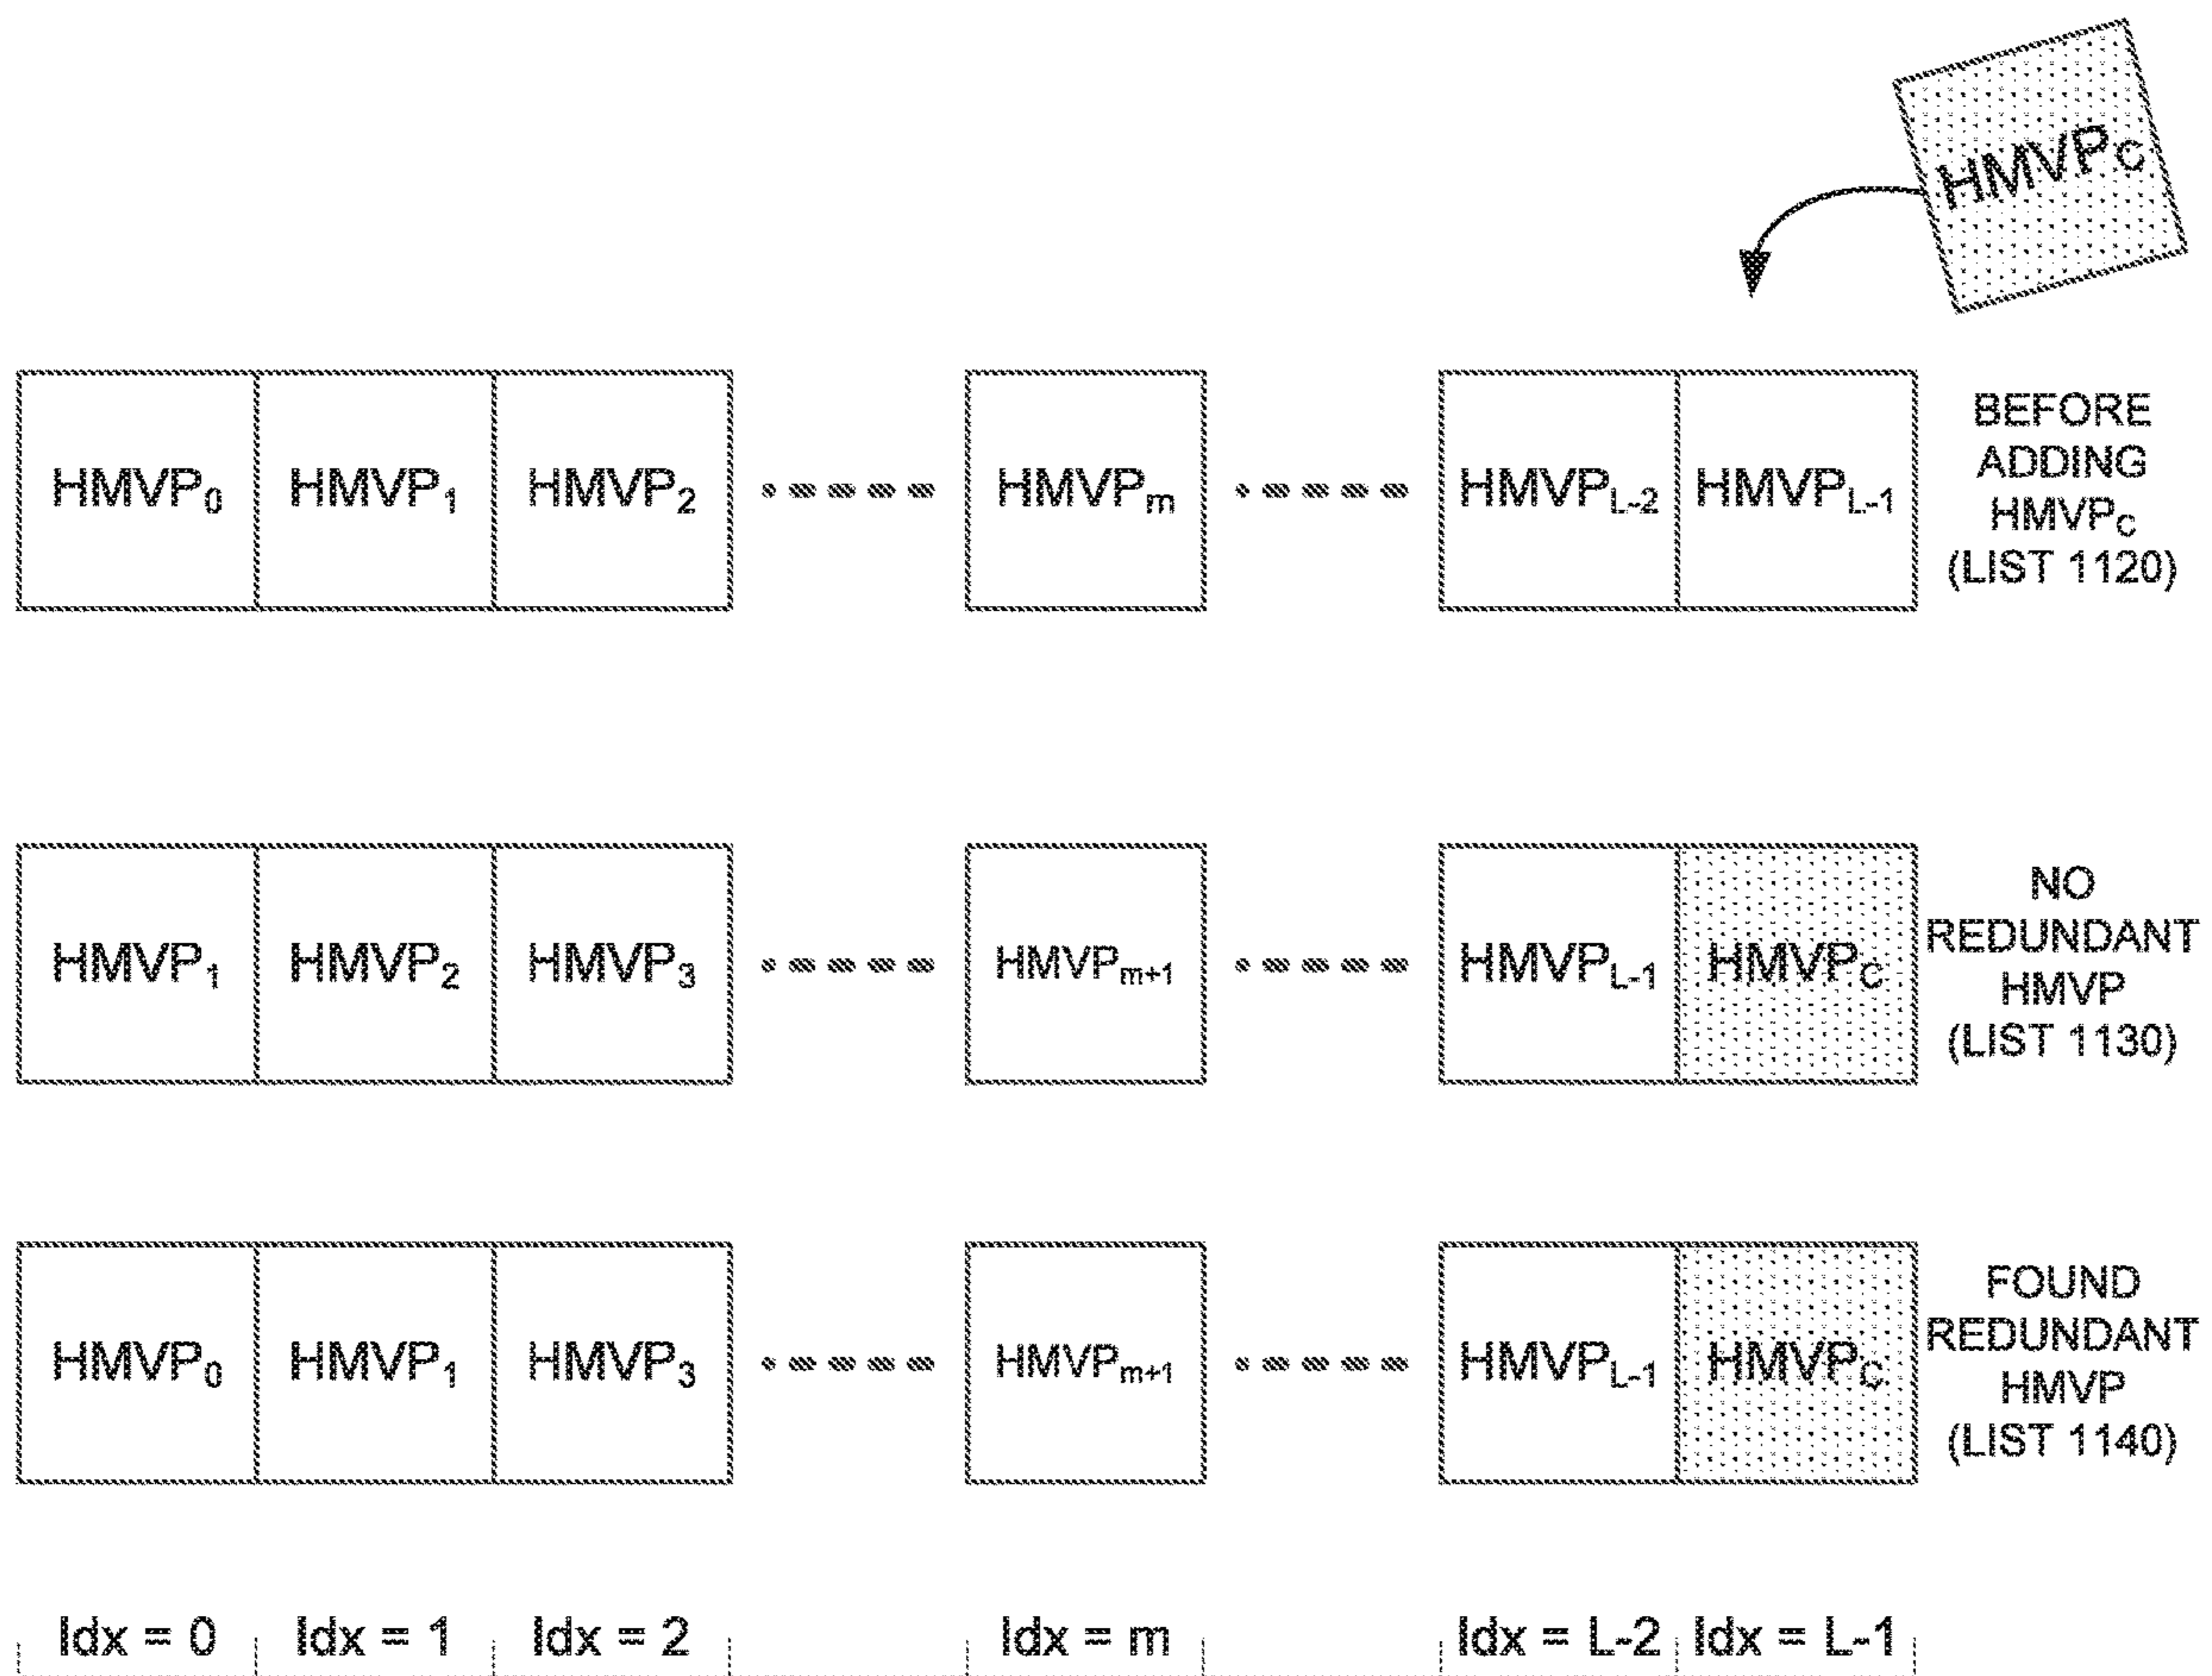 HMVPC
HMVP0 HMVP1 HMVP2 HMVPm HMVPL-2 HMVPL-1
BEFORE
ADDING
HMVPC
(LIST 1120)
HMVP1 HMVP2 HMVP3 HMVPm+1 HMVPL-1 HMVPC
NO
REDUNDANT
HMVP
(LIST 1130)
HMVP0 HMVP1 HMVP3 HMVPm+1 HMVPL-1 HMVPC
FOUND
REDUNDANT
HMVP
(LIST 1140)
Idx = 0 Idx = 1 Idx = 2 Idx = m Idx = L-2 Idx = L-1